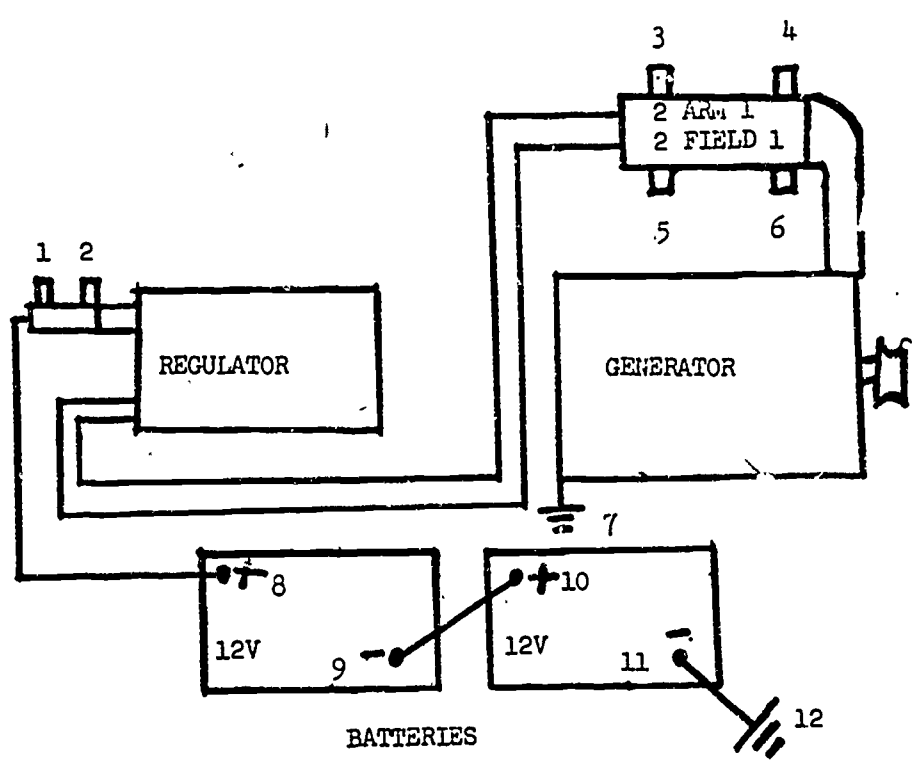 3 4
2 ARM 1
2 FIELD 1
5 6
1 2
REGULATOR
GENERATOR
7
+ 8
+ 10
12V
9 -
12V
11 -
12
BATTERIES